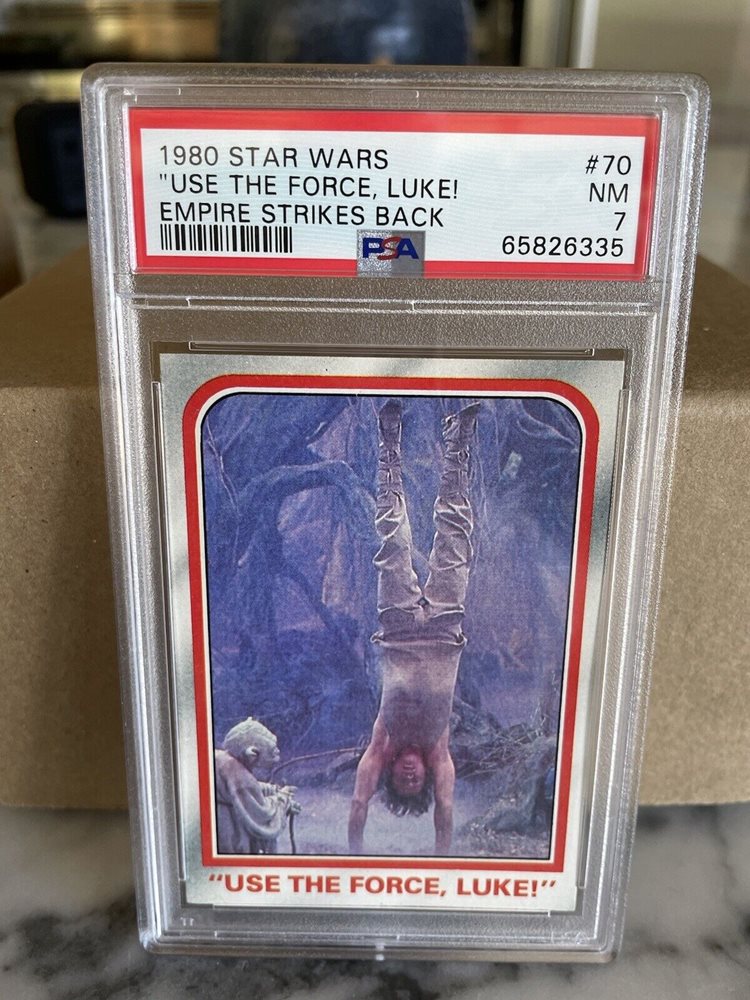 1980 STAR WARS #70
"USE THE FORCE, LUKE! NM
EMPIRE STRIKES BACK 7
PSA 65826335
"USE THE FORCE, LUKE!"